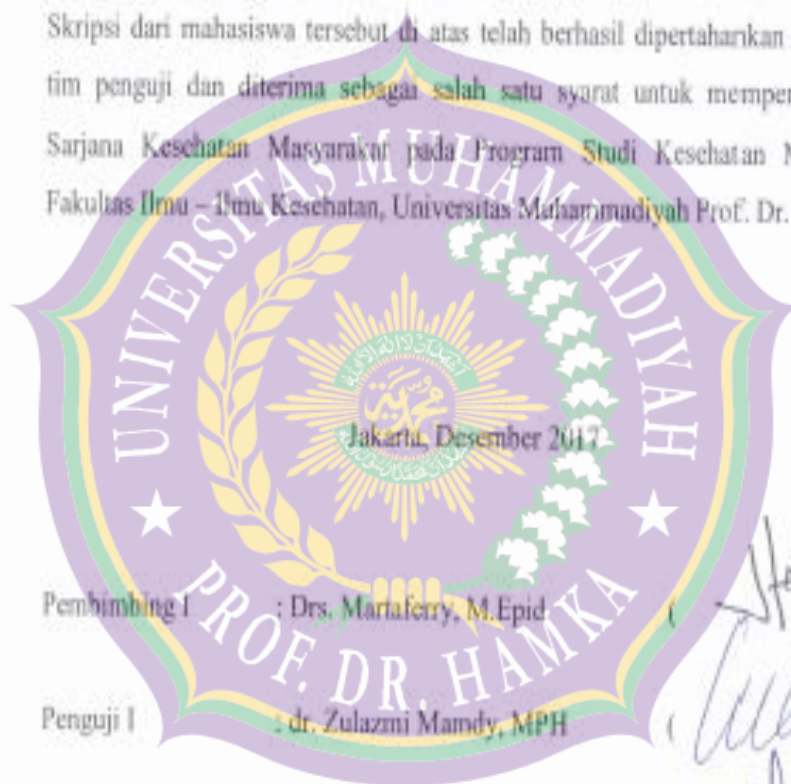 Skripsi dari mahasiswa tersebut di atas telah berhasil dipertahankan
tim penguji dan diterima sebagai salah satu syarat untuk memper
Sarjana Kesehatan Masyarakat pada Program Studi Kesehatan M
Fakultas Ilmu – Ilmu Kesehatan, Universitas Muhammadiyah Prof. Dr.
UNIVERSITAS MUHAMMADIYAH
محمدية
Jakarta, Desember 2017
Pembimbing I : Drs. Martaferry, M.Epid (
PROF. DR. HAMKA
Penguji I : dr. Zulazmi Mamdy, MPH (